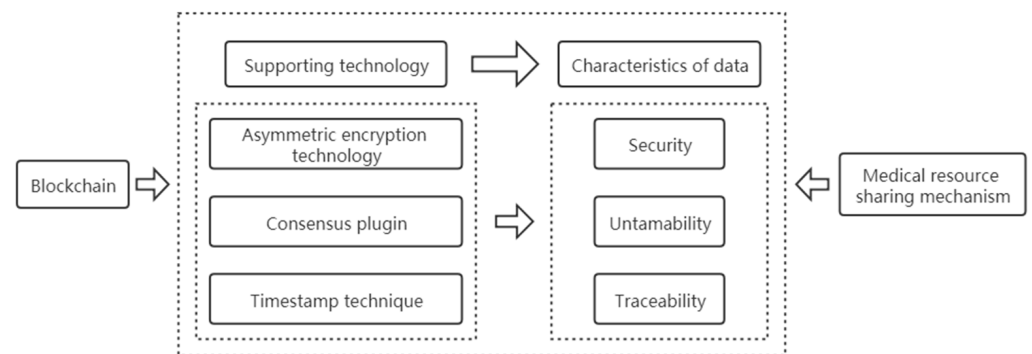 Supporting technology
Characteristics of data
Asymmetric encryption
technology
Security
Blockchain
Medical resource
sharing mechanism
Consensus plugin
Untamability
Timestamp technique
Traceability